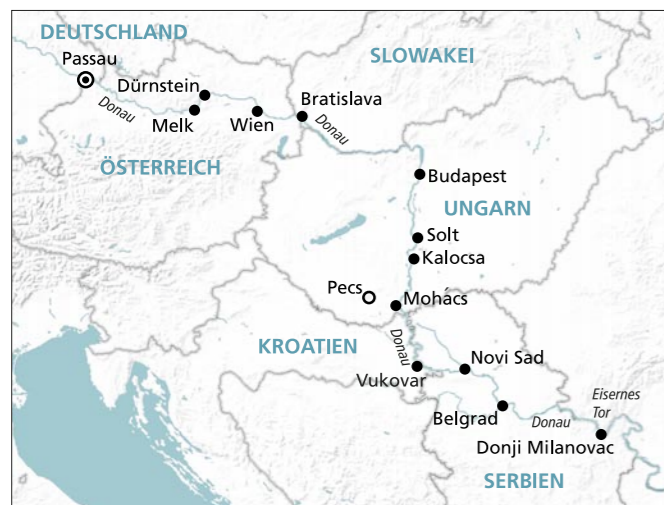 DEUTSCHLAND
Passau
SLOWAKEI
Dürnstein
Donau
Melk
Wien
Bratislava
Donau
ÖSTERREICH
Budapest
UNGARN
Solt
Kalocsa
Pecs
Mohács
KROATIEN
Donau
Novi Sad
Vukovar
Eisernes
Tor
Belgrad
Donau
Donji Milanovac
SERBIEN